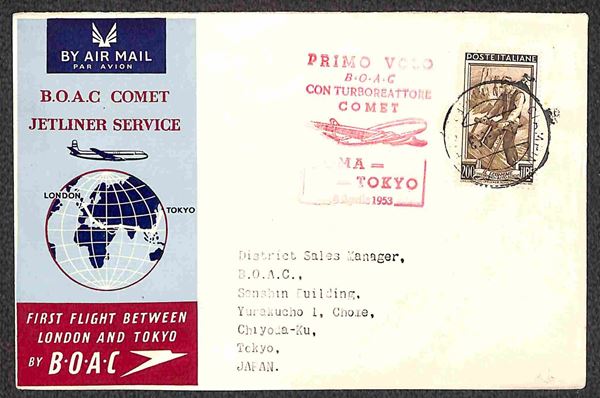 BY AIR MAIL
PAR AVION
B.O.A.C COMET
JETLINER SERVICE
LONDON
TOKYO
FIRST FLIGHT BETWEEN
LONDON AND TOKYO
BY B·O·A·C
PRIMO VOLO
B·O·A·C
CON TURBOREATTORE
COMET
MA —
— TOKYO
1953
POSTE ITALIANE
200 LIRE
District Sales Manager,
B.O.A.C.,
Sanshin Building,
Yurakucho 1, Chome,
Chiyoda-Ku,
Tokyo,
JAPAN.